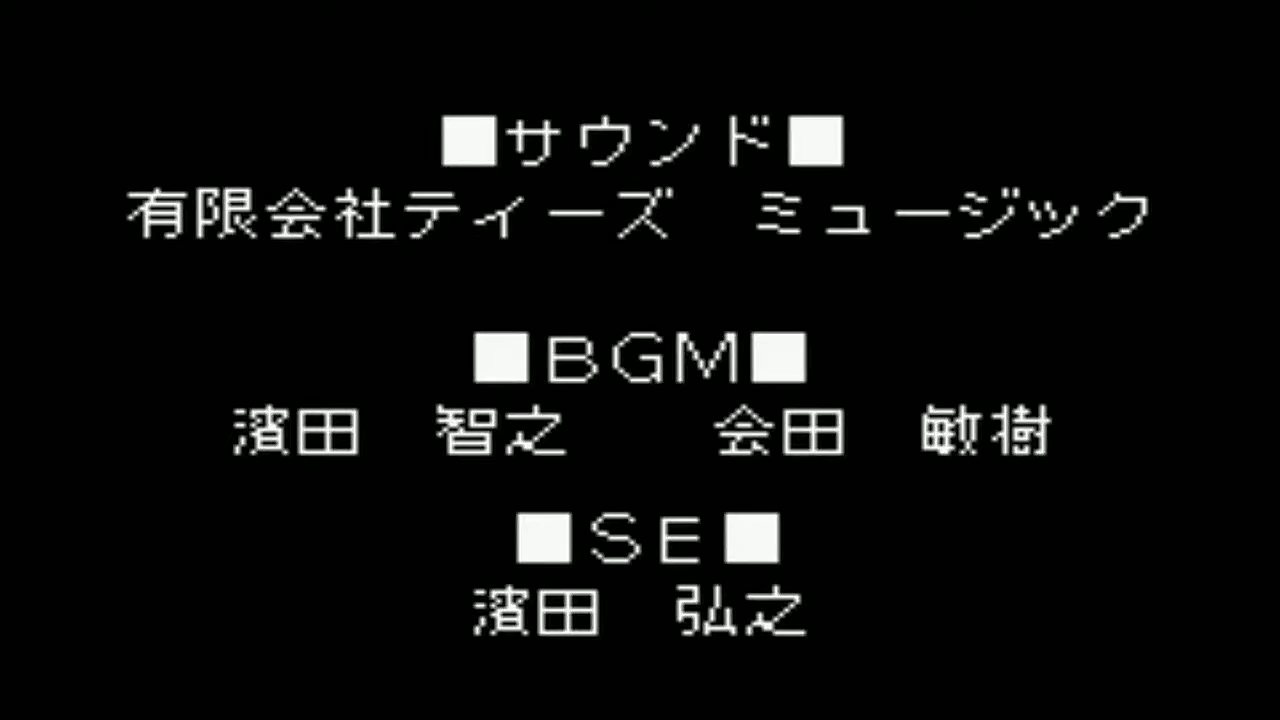 ■サウンド■
有限会社ティーズ　ミュージック
■BGM■
濱田　智之　　会田　敏樹
■SE■
濱田　弘之